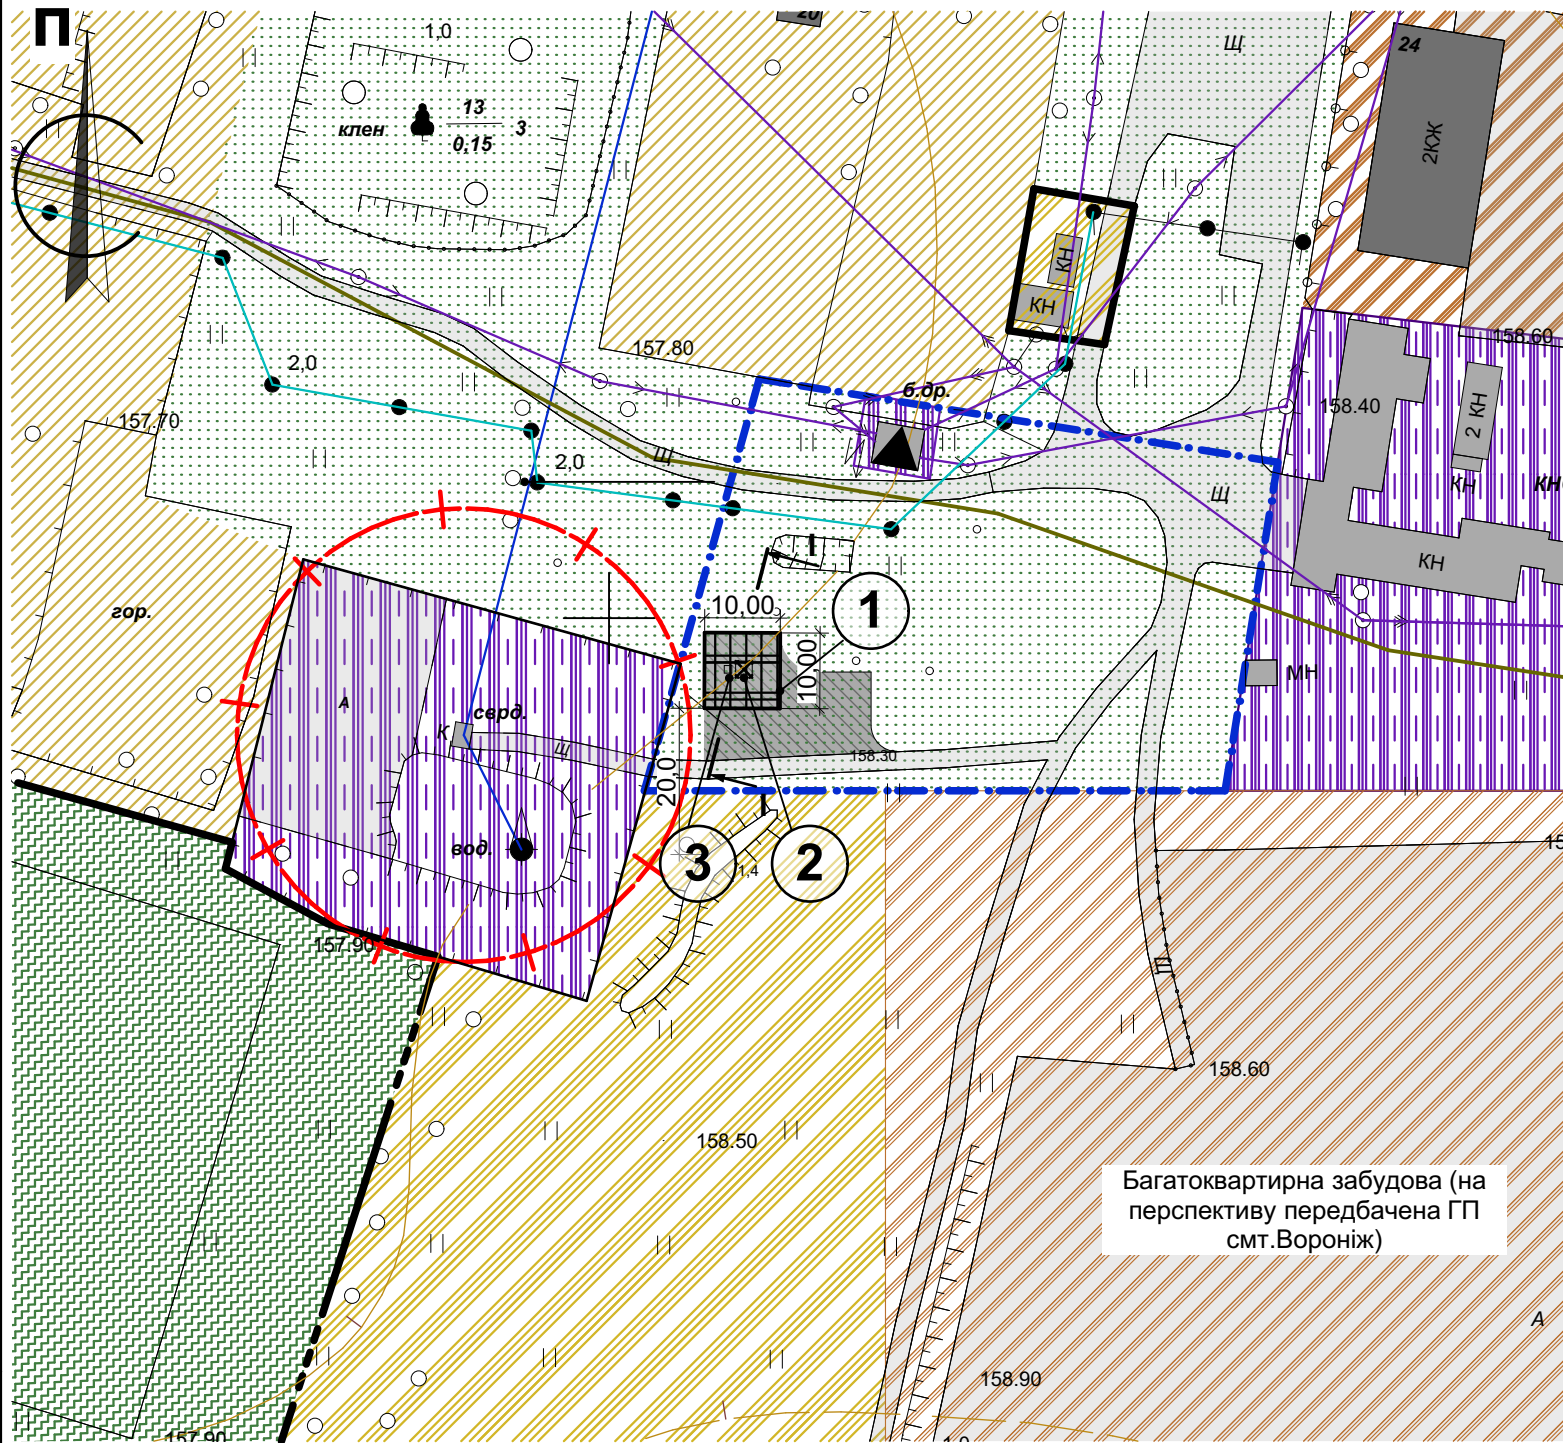 П
1,0
20
Щ
24
клен
13
0,15
3
2КЖ
КН
КН
157.80
158.60
2,0
б.др.
157.70
158.40
2 КН
Щ
2,0
КН
КН
Щ
I
КН
10,00
1
гор.
10,00
МН
А
сврд.
К
Щ
158.30
20,0
I
вод.
3
2
1,4
157.90
Щ
158.60
158.50
Багатоквартирна забудова (на
перспективу передбачена ГП
смт.Вороніж)
А
158.90
157.90
1,0